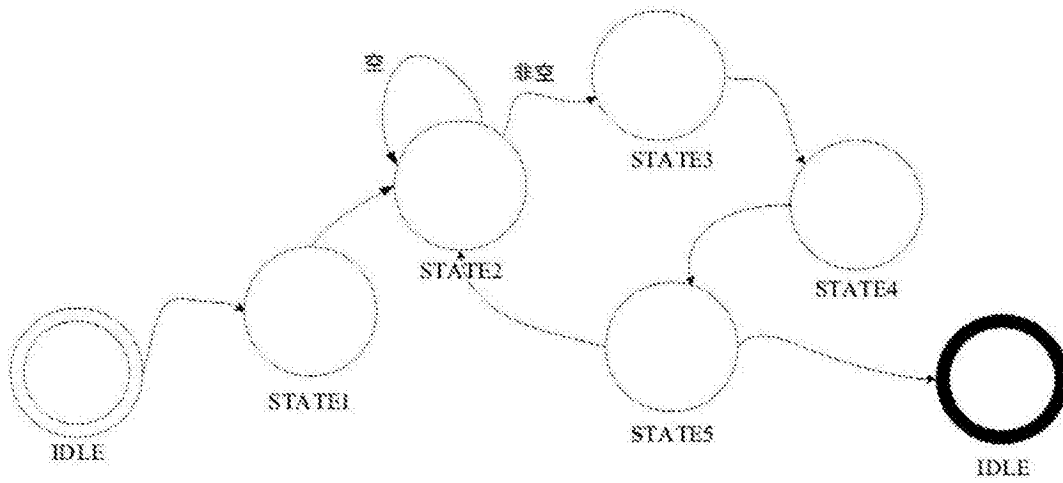 空
非空
STATE3
STATE2
STATE4
STATE1
STATE5
IDLE
IDLE